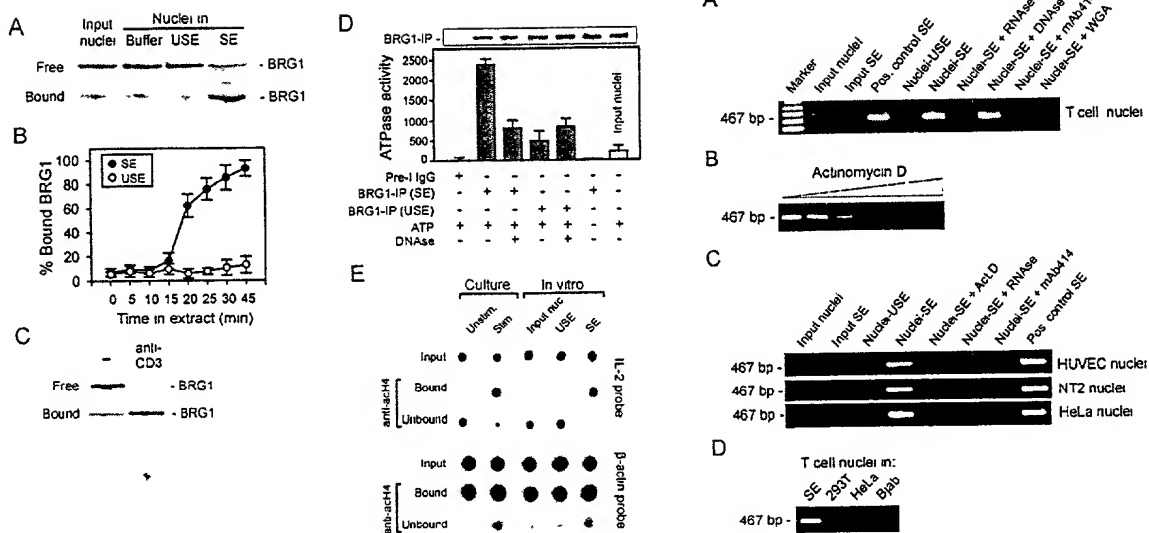 A
Input nuclei
Nuclei in
Buffer USE SE
Free - BRG1
Bound - BRG1
B
% Bound BRG1
100
80
60
40
20
0
SE
USE
0 5 10 15 20 25 30 45
Time in extract (min)
C
- anti-CD3
Free - BRG1
Bound - BRG1
D
BRG1-IP
ATPase activity
2500
2000
1500
1000
500
0
Input nuclei
Pre-I IgG + - - - - - -
BRG1-IP (SE) - + + - - + -
BRG1-IP (USE) - - - + + - -
ATP + + + + + - +
DNAse - - + - + - -
E
Culture In vitro
Unstim. Stim Input nuc USE SE
Input
anti-acH4
Bound
Unbound
IL-2 probe
Input
anti-acH4
Bound
Unbound
β-actin probe
A
Marker
Input nuclei
Input SE
Pos. control SE
Nuclei-USE
Nuclei-SE
Nuclei-SE + RNAse
Nuclei-SE + DNAse
Nuclei-SE + mAb414
Nuclei-SE + WGA
467 bp - T cell nuclei
B
Actinomycin D
467 bp -
C
Input nuclei
Input SE
Nuclei-USE
Nuclei-SE
Nuclei-SE + Act.D
Nuclei-SE + RNAse
Nuclei-SE + mAb414
Pos. control SE
467 bp - HUVEC nuclei
467 bp - NT2 nuclei
467 bp - HeLa nuclei
D
T cell nuclei in:
SE 293T HeLa Bjab
467 bp -